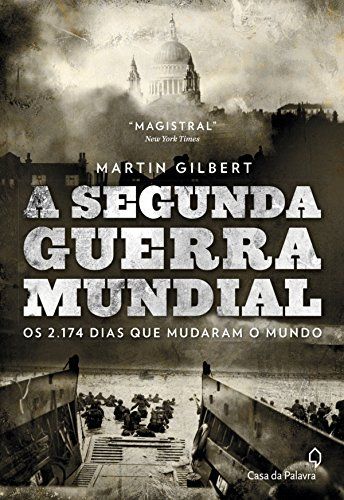 “MAGISTRAL”
New York Times
MARTIN GILBERT
A SEGUNDA
GUERRA
MUNDIAL
OS 2.174 DIAS QUE MUDARAM O MUNDO
Casa da Palavra